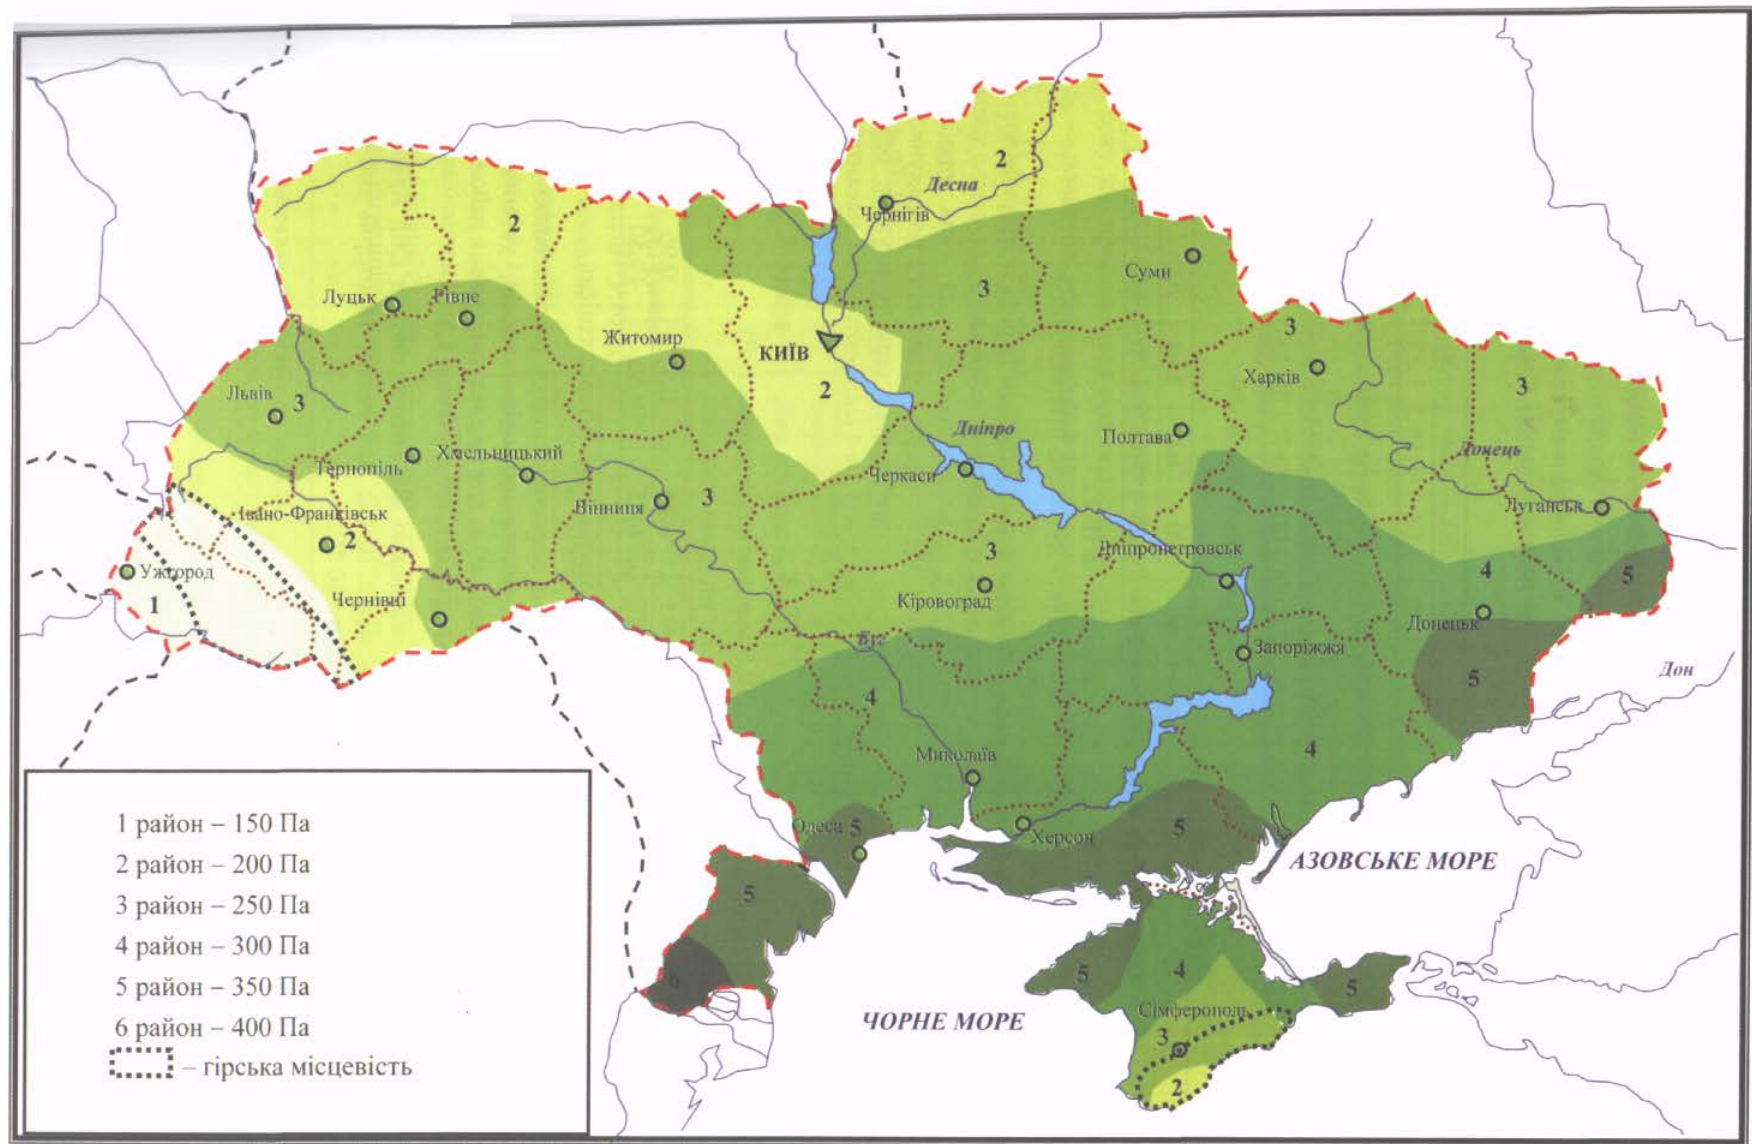 2
2
Десна
Чернігів
Суми
3
Луцьк
Рівне
3
Житомир
КИЇВ
2
Харків
3
Львів
3
Дніпро
Полтава
Донець
Тернопіль
Хмельницький
Черкаси
Вінниця
3
Луганськ
Івано-Франківськ
2
3
Дніпропетровськ
4
5
Ужгород
1
Чернівці
Кіровоград
Донецьк
Буг
Запоріжжя
5
Дон
4
Миколаїв
4
Одеса
5
Херсон
5
АЗОВСЬКЕ МОРЕ
5
6
5
4
5
Сімферополь
ЧОРНЕ МОРЕ
3
2
1 район – 150 Па
2 район – 200 Па
3 район – 250 Па
4 район – 300 Па
5 район – 350 Па
6 район – 400 Па
– гірська місцевість